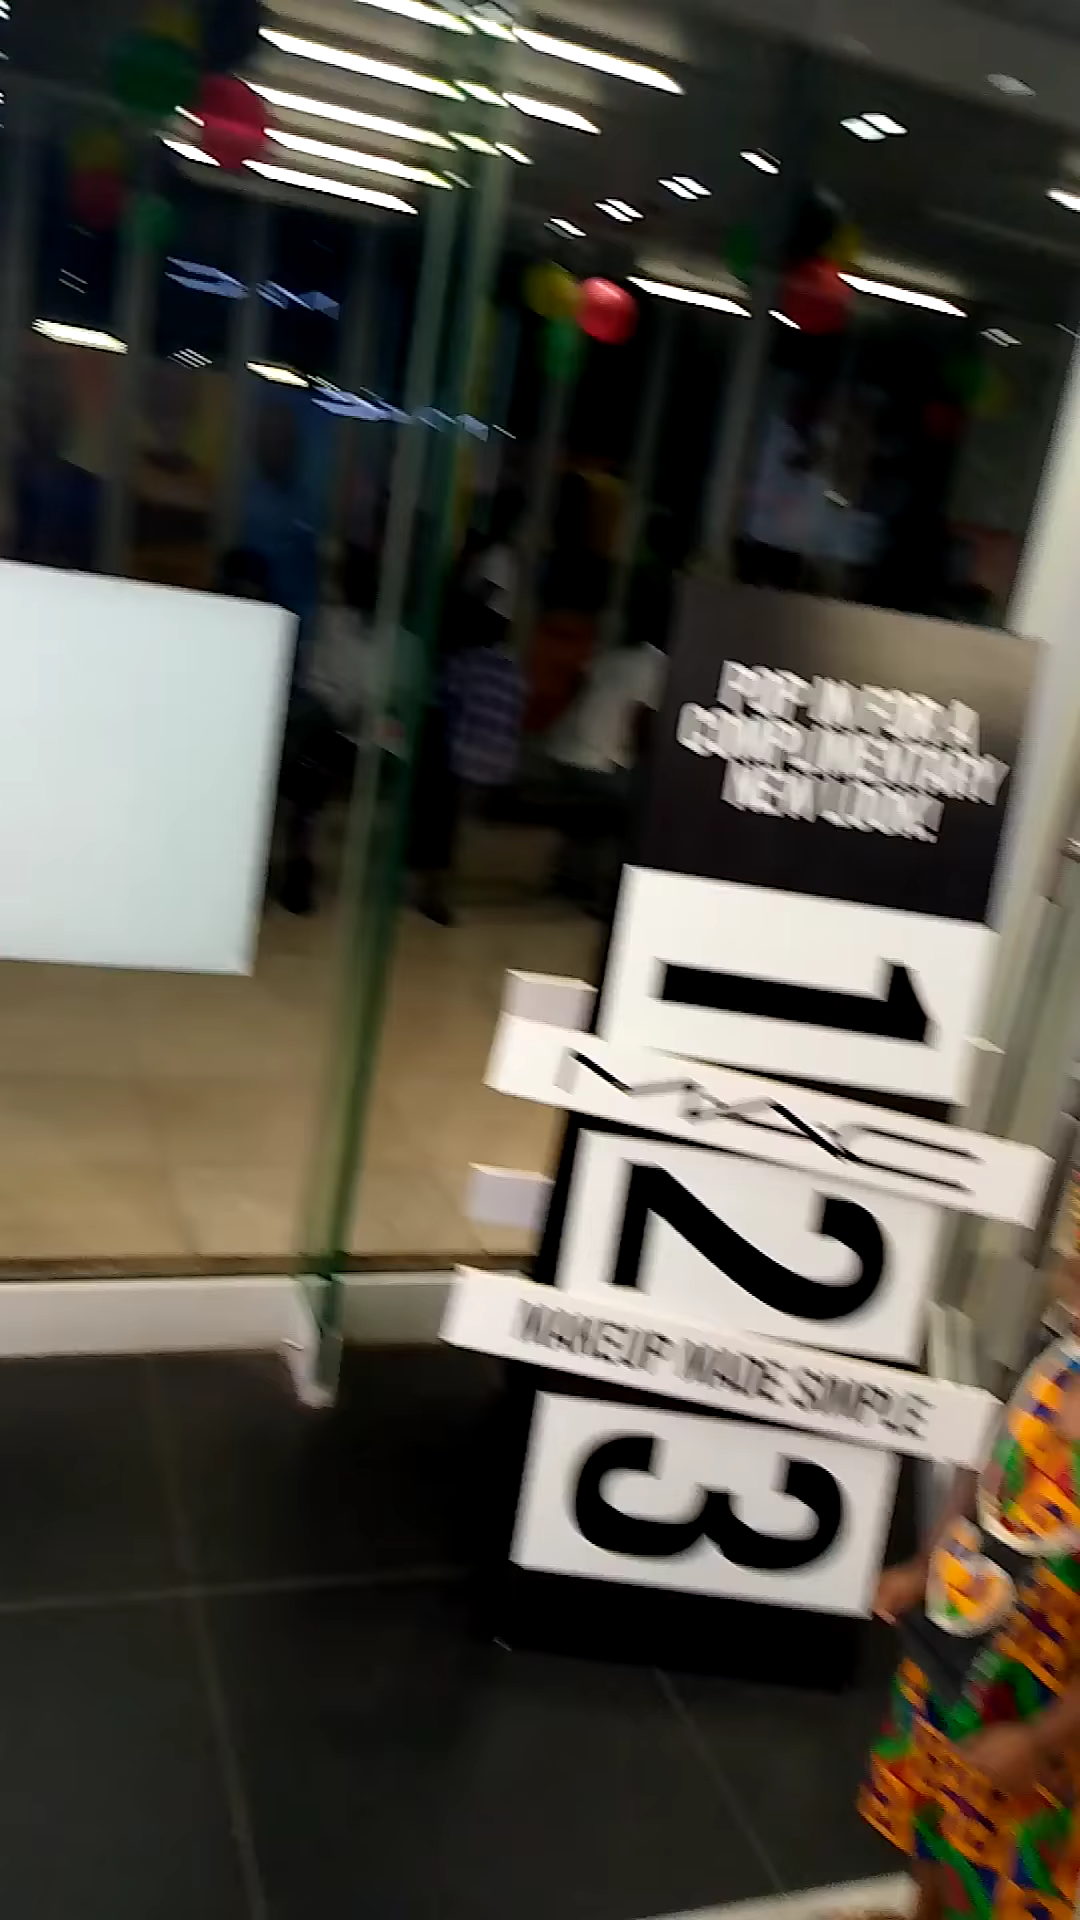 POP IN FOR A
COMPLIMENTARY
NEW LOOK!
1
MAC
2
MAKEUP MADE SIMPLE
3